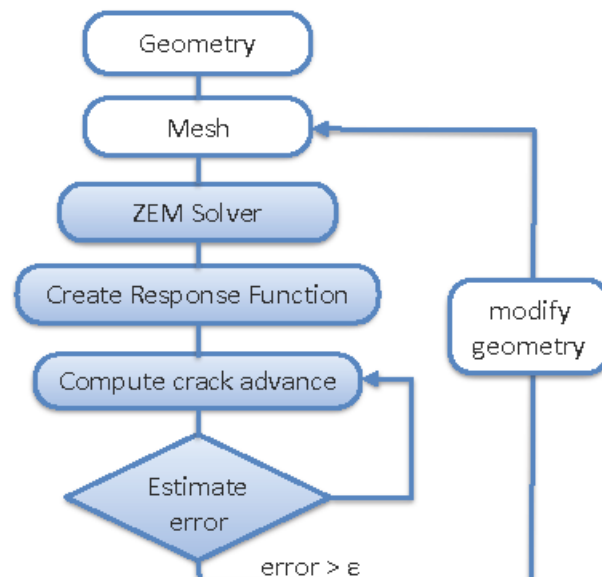 Geometry
Mesh
ZEM Solver
Create Response Function
modify
geometry
Compute crack advance
Estimate
error
error > ε